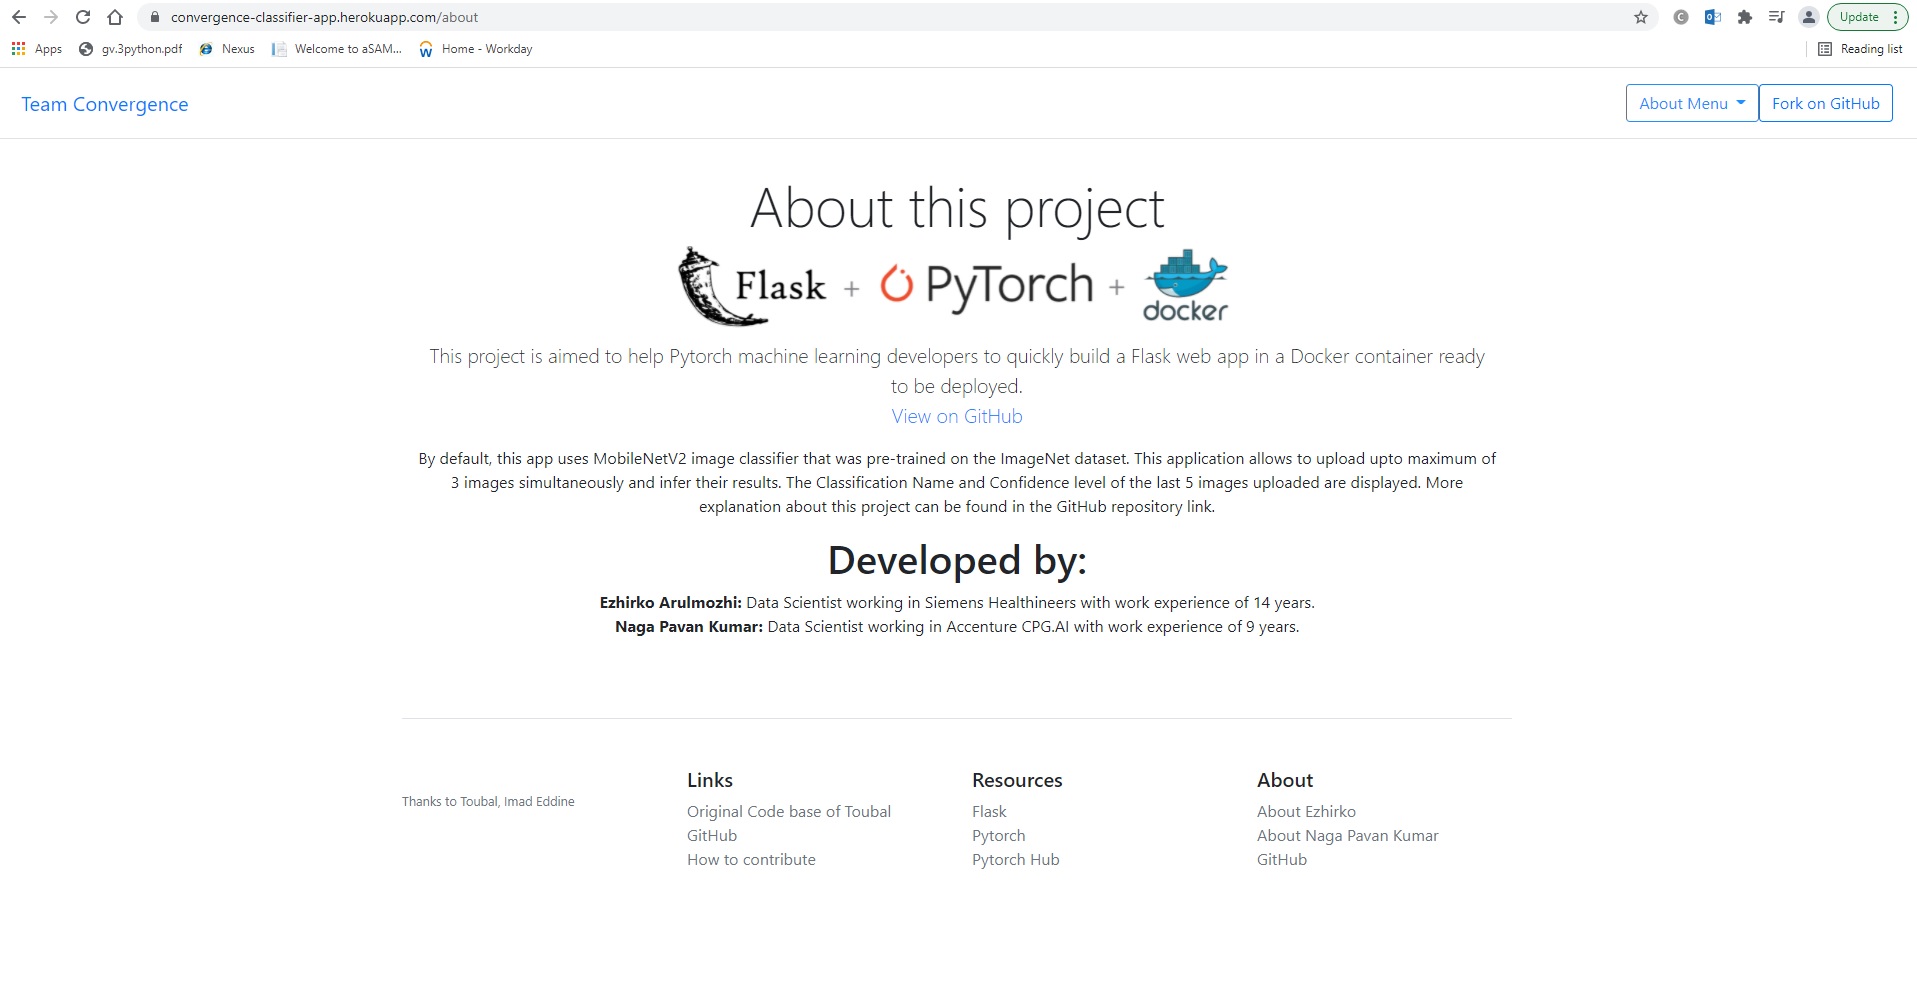 convergence-classifier-app.herokuapp.com/about
Update
Apps gv.3python.pdf Nexus Welcome to aSAM... Home - Workday Reading list
Team Convergence About Menu Fork on GitHub
About this project
Flask + PyTorch + docker
This project is aimed to help Pytorch machine learning developers to quickly build a Flask web app in a Docker container ready
to be deployed.
View on GitHub
By default, this app uses MobileNetV2 image classifier that was pre-trained on the ImageNet dataset. This application allows to upload upto maximum of
3 images simultaneously and infer their results. The Classification Name and Confidence level of the last 5 images uploaded are displayed. More
explanation about this project can be found in the GitHub repository link.
Developed by:
Ezhirko Arulmozhi: Data Scientist working in Siemens Healthineers with work experience of 14 years.
Naga Pavan Kumar: Data Scientist working in Accenture CPG.AI with work experience of 9 years.
Thanks to Toubal, Imad Eddine
Links
Original Code base of Toubal
GitHub
How to contribute
Resources
Flask
Pytorch
Pytorch Hub
About
About Ezhirko
About Naga Pavan Kumar
GitHub